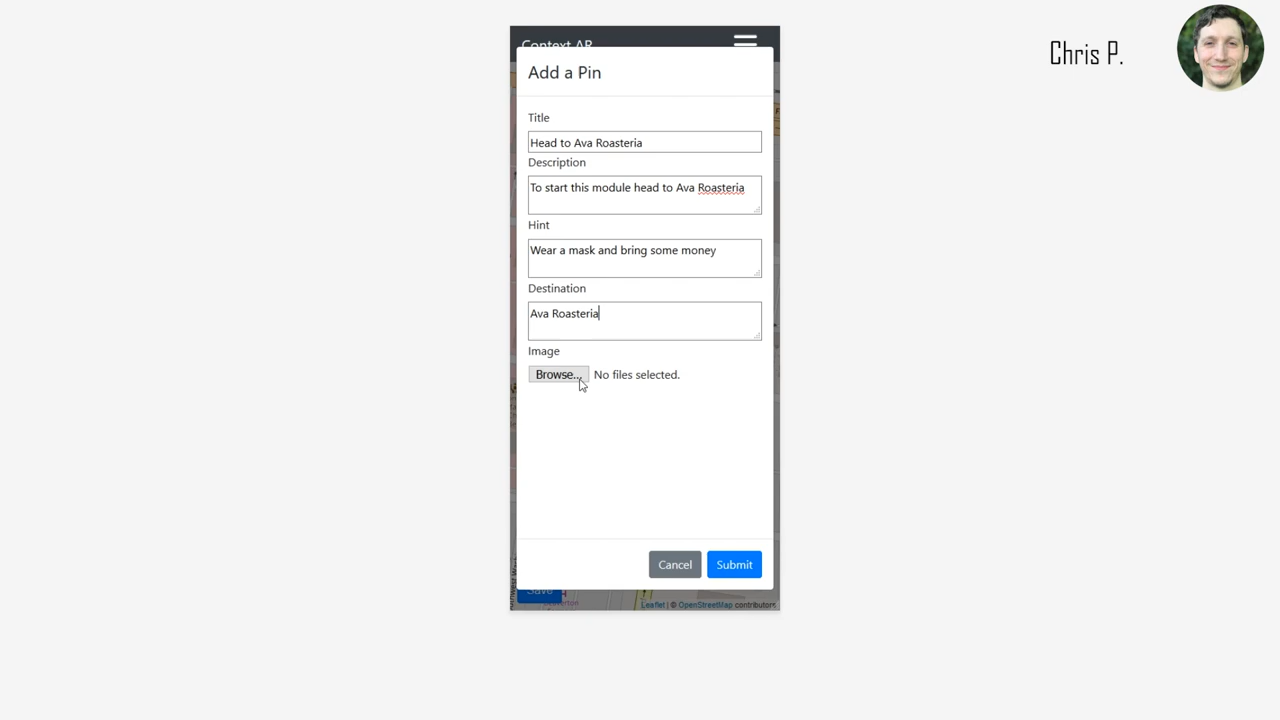 Context AR
Chris P.
Add a Pin
Title
Head to Ava Roasteria
Description
To start this module head to Ava Roasteria
Hint
Wear a mask and bring some money
Destination
Ava Roasteria
Image
Browse... No files selected.
Cancel Submit
Save
Leaflet | © OpenStreetMap contributors